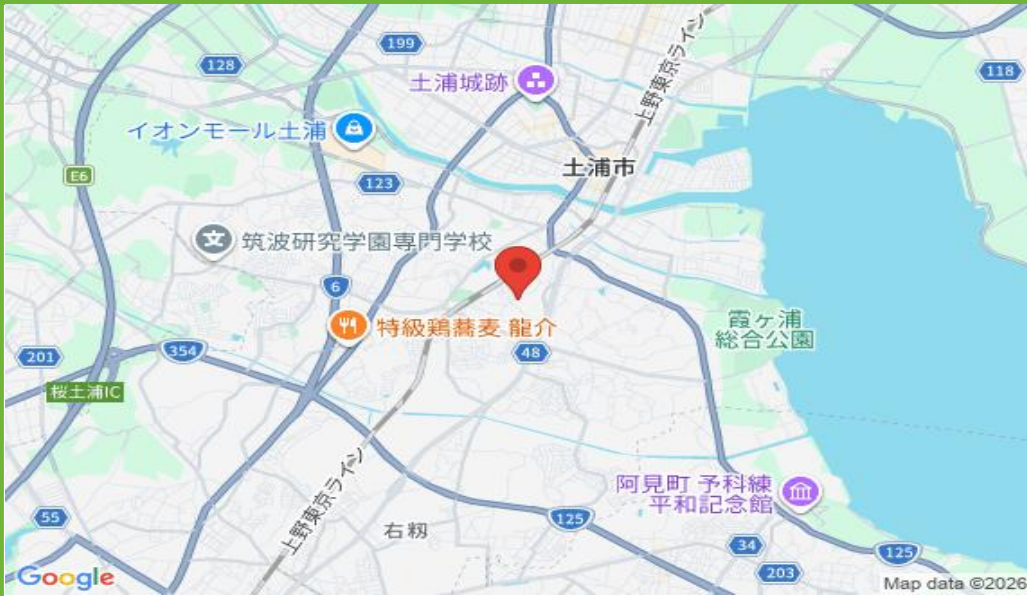 199
128
118
土浦城跡
上野東京ライン
イオンモール土浦
土浦市
E6
123
筑波研究学園専門学校
6
特級鶏蕎麦 龍介
霞ヶ浦
総合公園
48
354
201
桜土浦IC
上野東京ライン
阿見町 予科練
平和記念館
55
125
右籾
34
125
203
Google
Map data ©2026